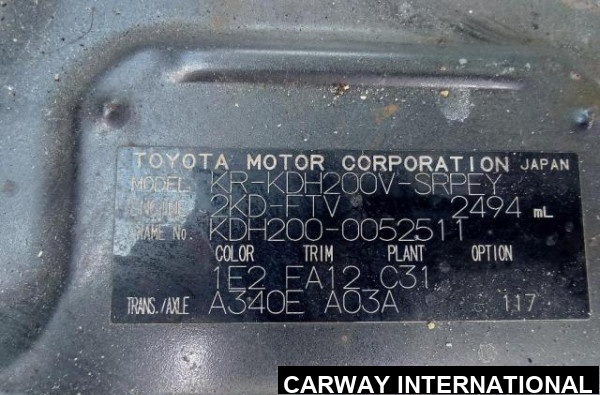 TOYOTA MOTOR CORPORATION JAPAN
MODEL KR-KDH200V-SRPEY
ENGINE 2KD-FTV 2494 mL
FRAME No. KDH200-0052511
COLOR TRIM PLANT OPTION
1E2 FA12 C31
TRANS./AXLE A340E A03A 117
CARWAY INTERNATIONAL